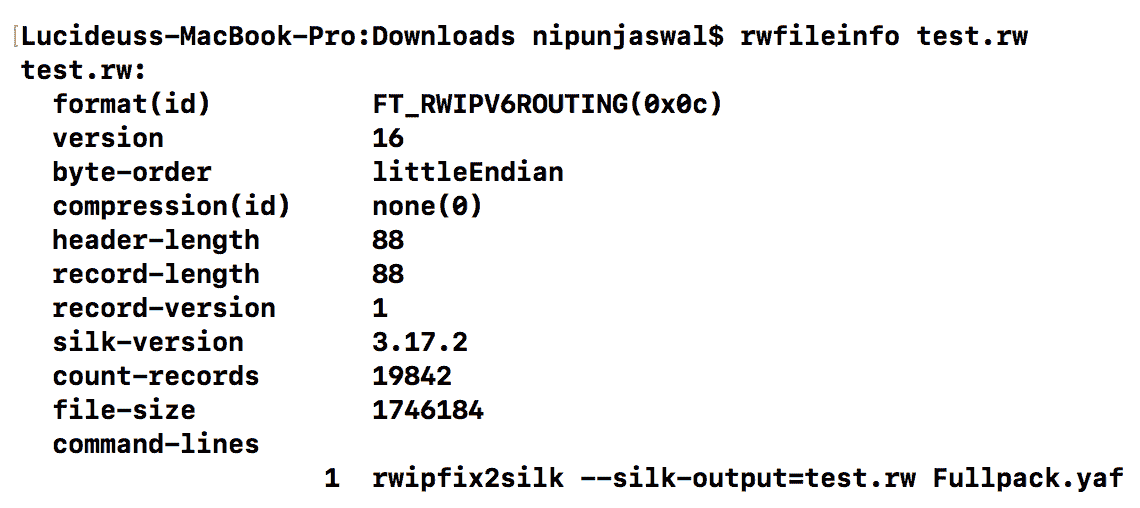 [Lucideuss-MacBook-Pro:Downloads nipunjaswal$ rwfileinfo test.rw
test.rw:
format(id) FT_RWIPV6ROUTING(0x0c)
version 16
byte-order littleEndian
compression(id) none(0)
header-length 88
record-length 88
record-version 1
silk-version 3.17.2
count-records 19842
file-size 1746184
command-lines
1 rwipfix2silk --silk-output=test.rw Fullpack.yaf